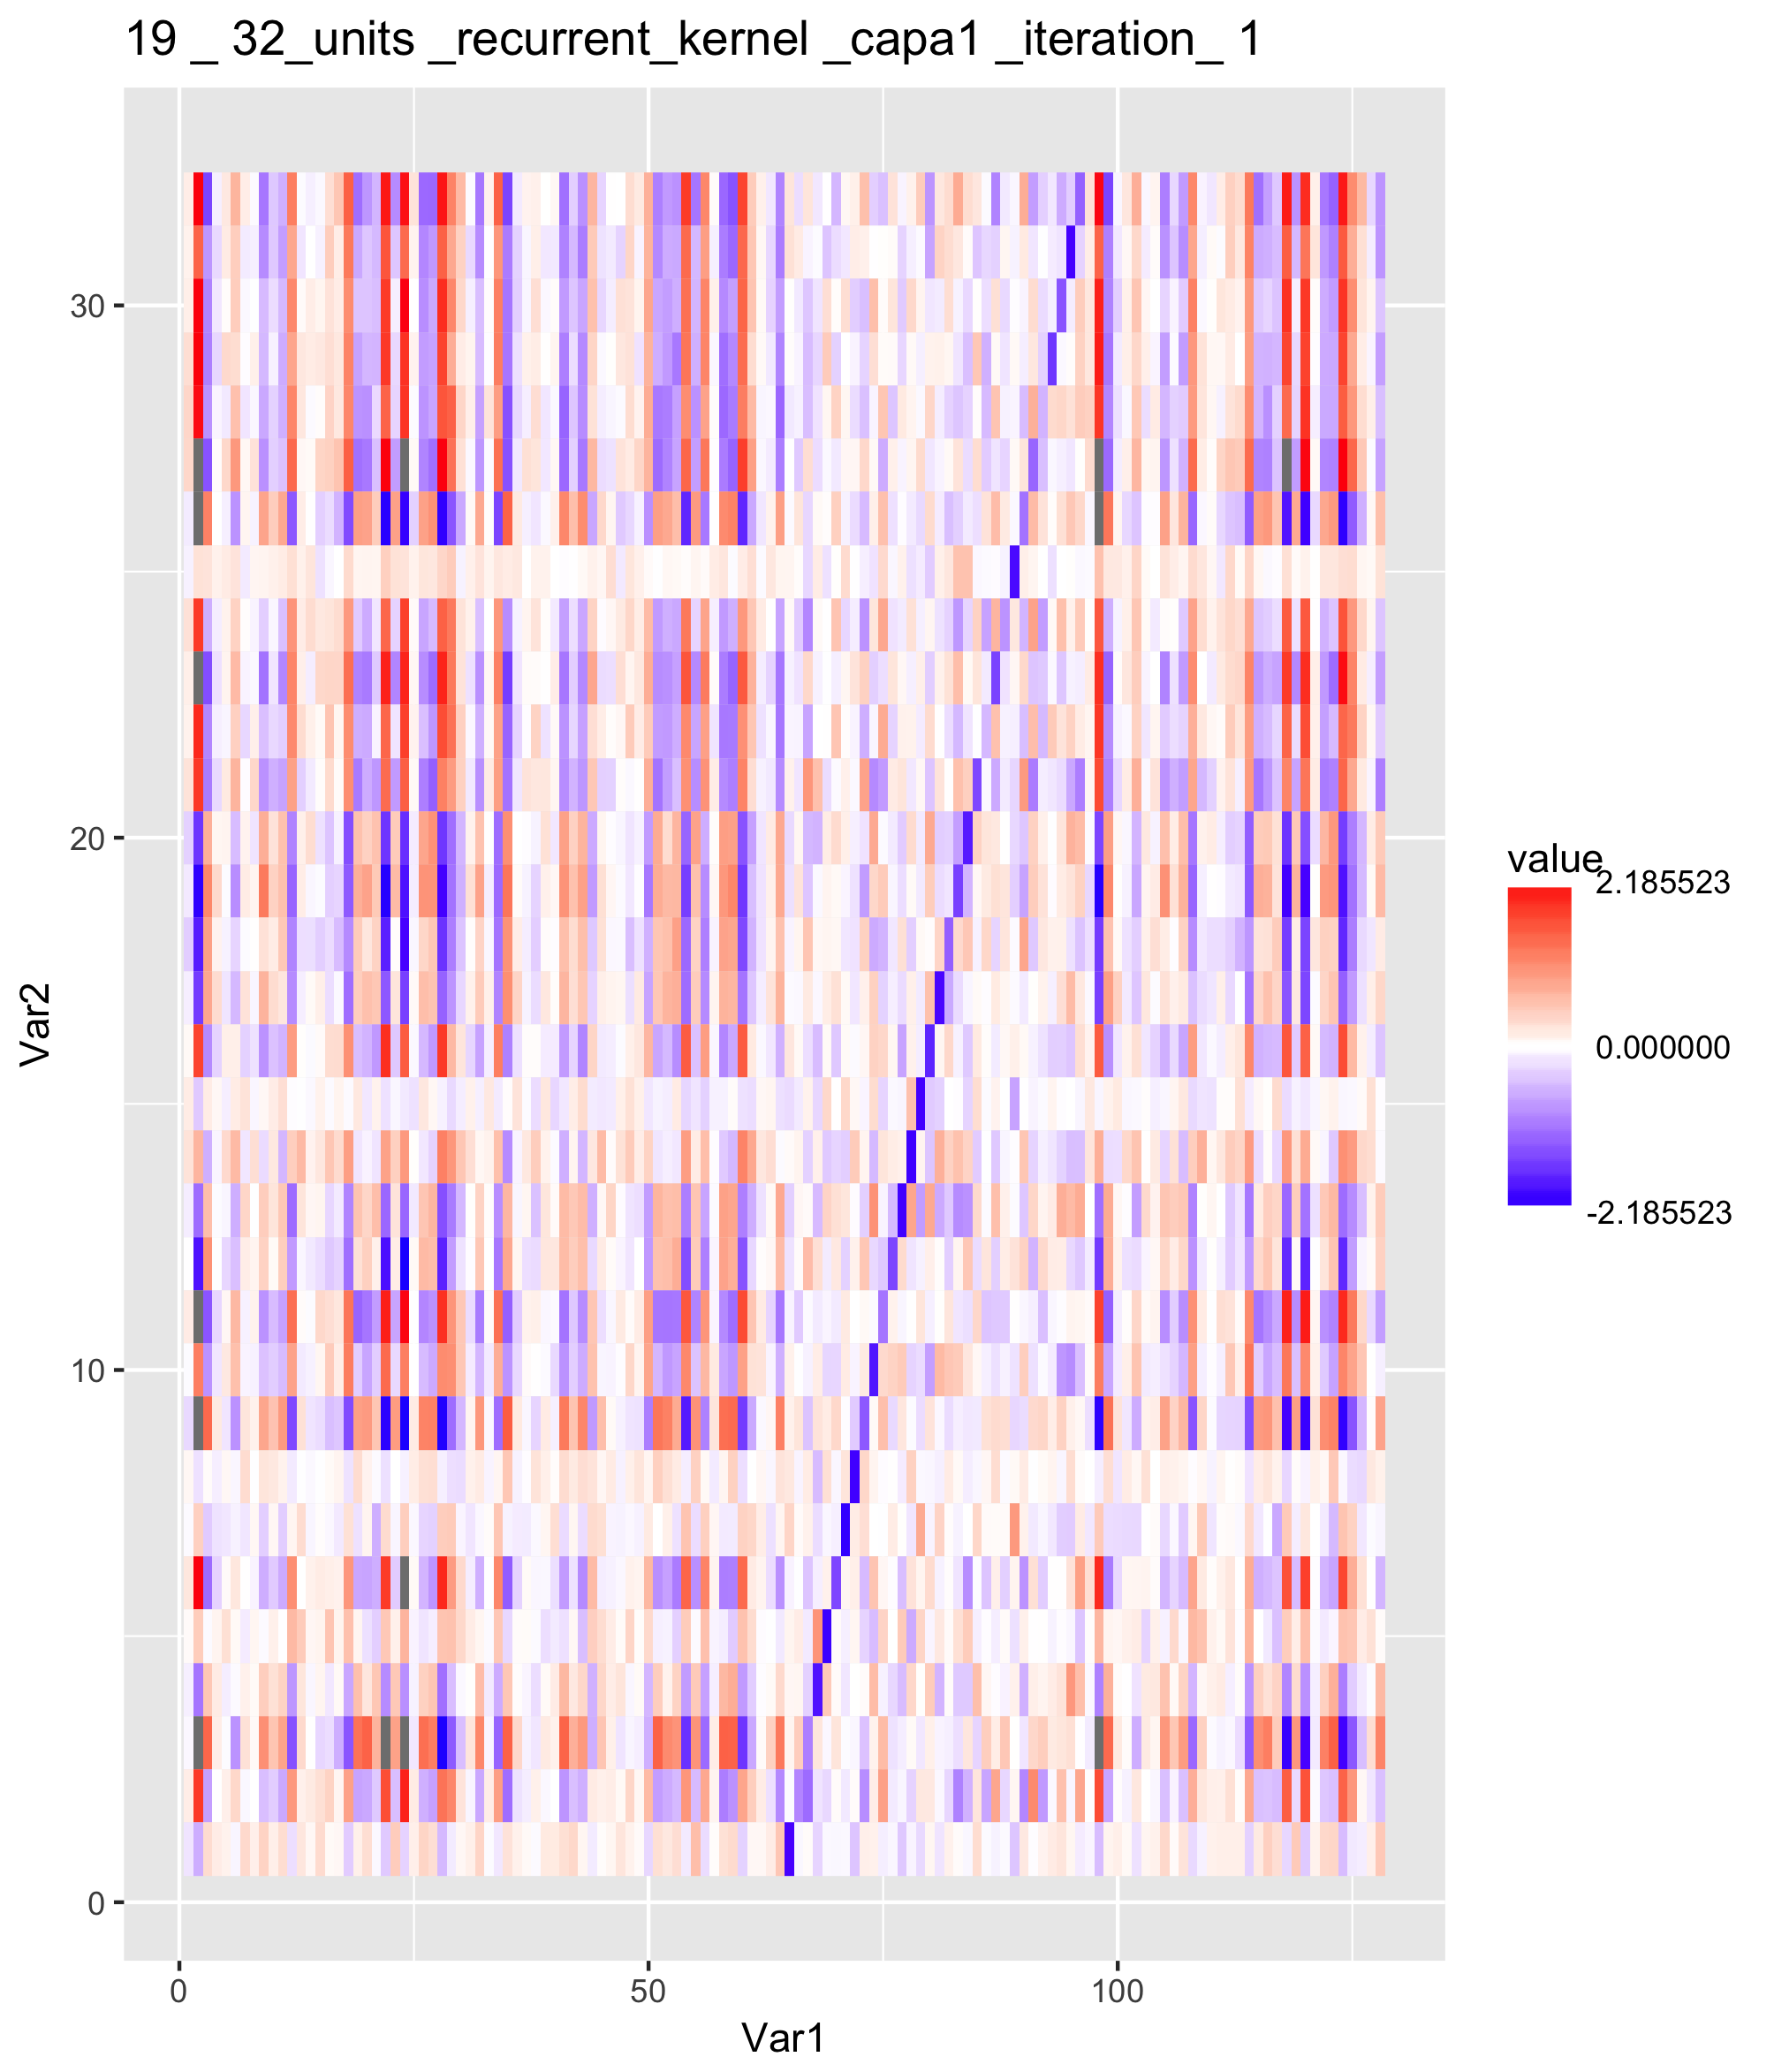 19 _ 32_units _recurrent_kernel _capa1 _iteration_ 1
30
20
10
0
0
50
100
Var1
Var2
value
2.185523
0.000000
-2.185523